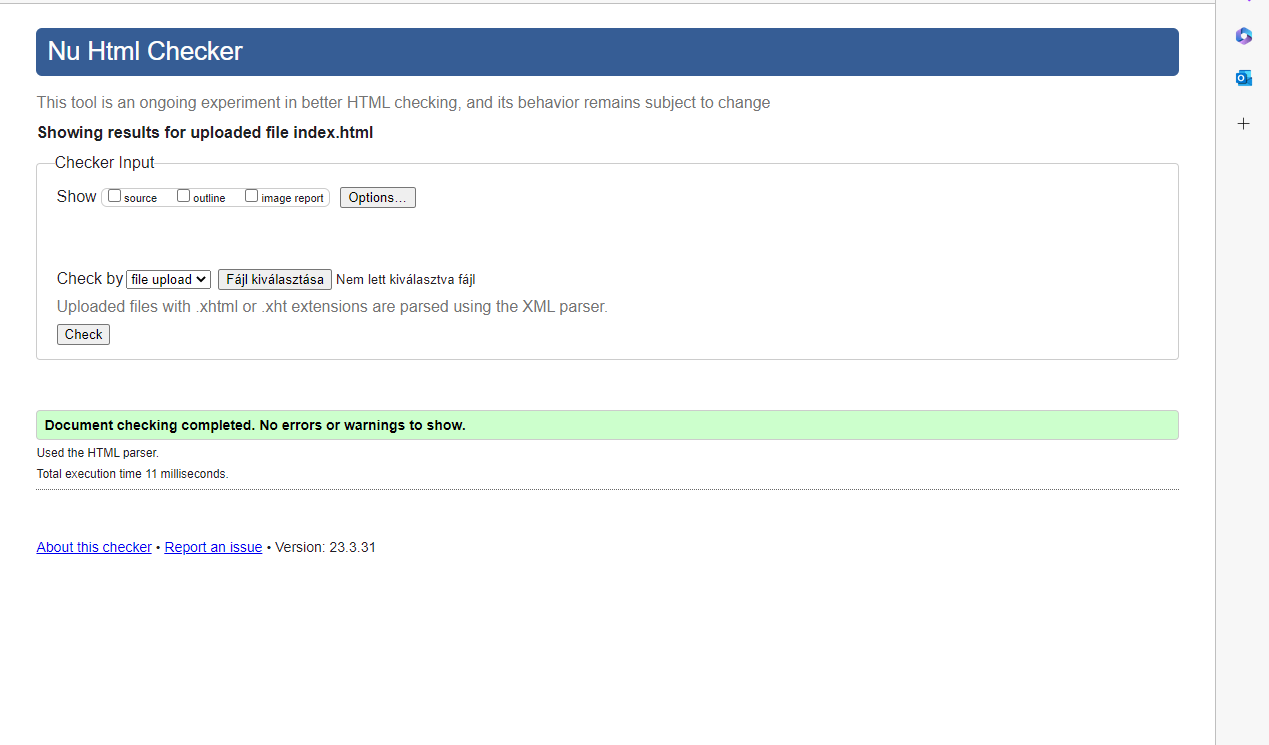 Nu Html Checker
This tool is an ongoing experiment in better HTML checking, and its behavior remains subject to change
Showing results for uploaded file index.html
Checker Input
Show source outline image report Options...
Check by file upload Fájl kiválasztása Nem lett kiválasztva fájl
Uploaded files with .xhtml or .xht extensions are parsed using the XML parser.
Check
Document checking completed. No errors or warnings to show.
Used the HTML parser.
Total execution time 11 milliseconds.
About this checker • Report an issue • Version: 23.3.31